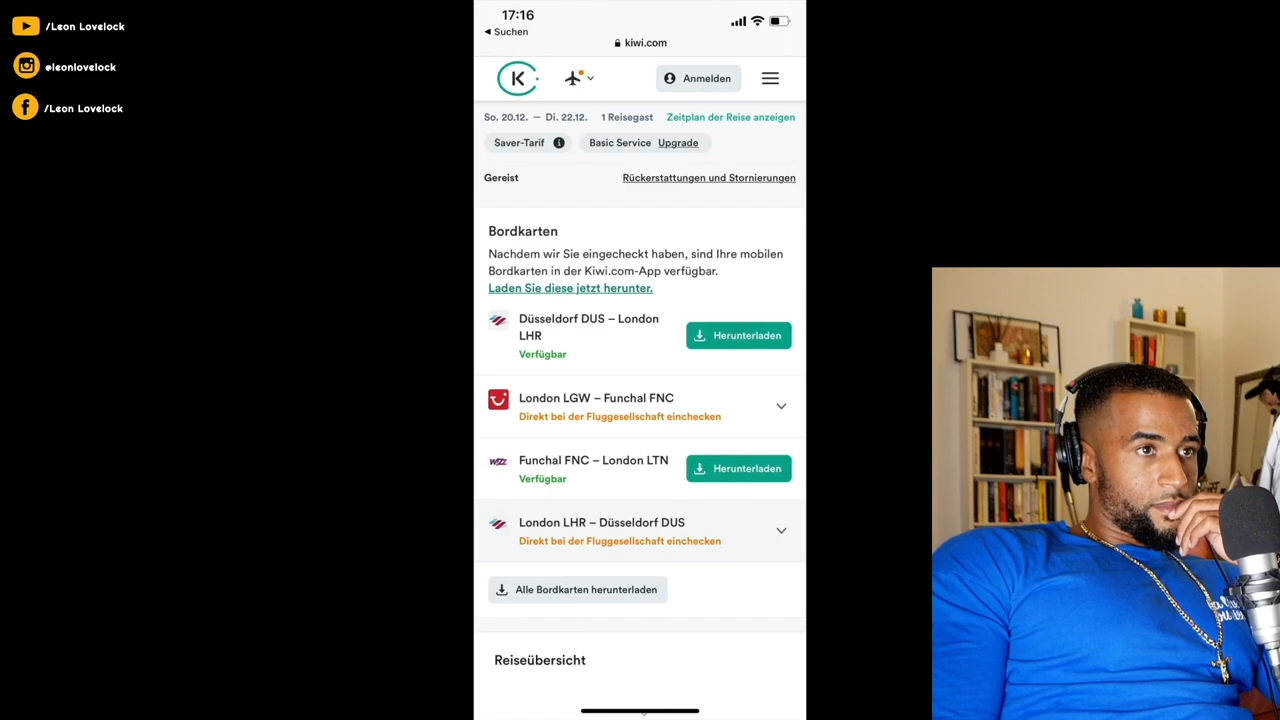 /Leon Lovelock
@leonlovelock
/Leon Lovelock
17:16
◀ Suchen
kiwi.com
K
Anmelden
So. 20.12. — Di. 22.12. 1 Reisegast Zeitplan der Reise anzeigen
Saver-Tarif Basic Service Upgrade
Gereist Rückerstattungen und Stornierungen
Bordkarten
Nachdem wir Sie eingecheckt haben, sind Ihre mobilen
Bordkarten in der Kiwi.com-App verfügbar.
Laden Sie diese jetzt herunter.
Düsseldorf DUS – London
LHR
Verfügbar
Herunterladen
London LGW – Funchal FNC
Direkt bei der Fluggesellschaft einchecken
WIZZ
Funchal FNC – London LTN
Verfügbar
Herunterladen
London LHR – Düsseldorf DUS
Direkt bei der Fluggesellschaft einchecken
Alle Bordkarten herunterladen
Reiseübersicht